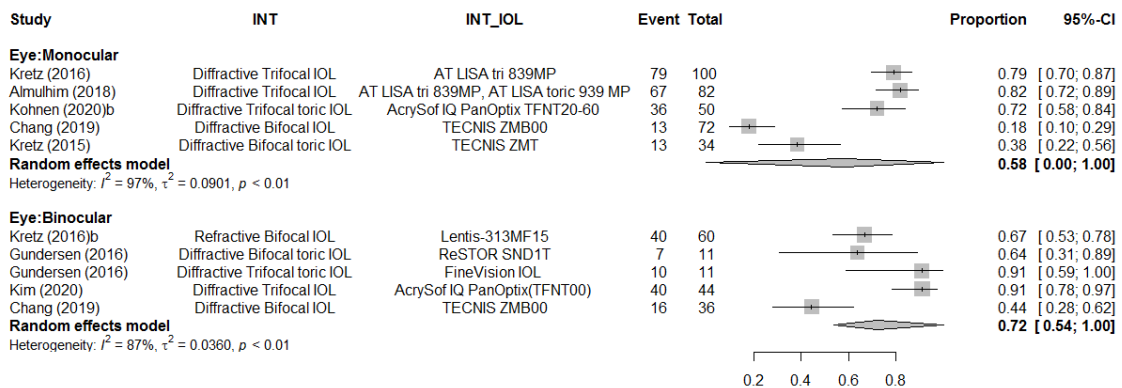 Study INT INT_IOL Event Total Proportion 95%-CI
Eye:Monocular
Kretz (2016) Diffractive Trifocal IOL AT LISA tri 839MP 79 100 0.79 [0.70; 0.87]
Almulhim (2018) Diffractive Trifocal IOL AT LISA tri 839MP, AT LISA toric 939 MP 67 82 0.82 [0.72; 0.89]
Kohnen (2020)b Diffractive Trifocal toric IOL AcrySof IQ PanOptix TFNT20-60 36 50 0.72 [0.58; 0.84]
Chang (2019) Diffractive Bifocal IOL TECNIS ZMB00 13 72 0.18 [0.10; 0.29]
Kretz (2015) Diffractive Bifocal toric IOL TECNIS ZMT 13 34 0.38 [0.22; 0.56]
Random effects model 0.58 [0.00; 1.00]
Heterogeneity: I² = 97%, τ² = 0.0901, p < 0.01
Eye:Binocular
Kretz (2016)b Refractive Bifocal IOL Lentis-313MF15 40 60 0.67 [0.53; 0.78]
Gundersen (2016) Diffractive Bifocal toric IOL ReSTOR SND1T 7 11 0.64 [0.31; 0.89]
Gundersen (2016) Diffractive Trifocal toric IOL FineVision IOL 10 11 0.91 [0.59; 1.00]
Kim (2020) Diffractive Trifocal IOL AcrySof IQ PanOptix(TFNT00) 40 44 0.91 [0.78; 0.97]
Chang (2019) Diffractive Bifocal IOL TECNIS ZMB00 16 36 0.44 [0.28; 0.62]
Random effects model 0.72 [0.54; 1.00]
Heterogeneity: I² = 87%, τ² = 0.0360, p < 0.01
0.2 0.4 0.6 0.8